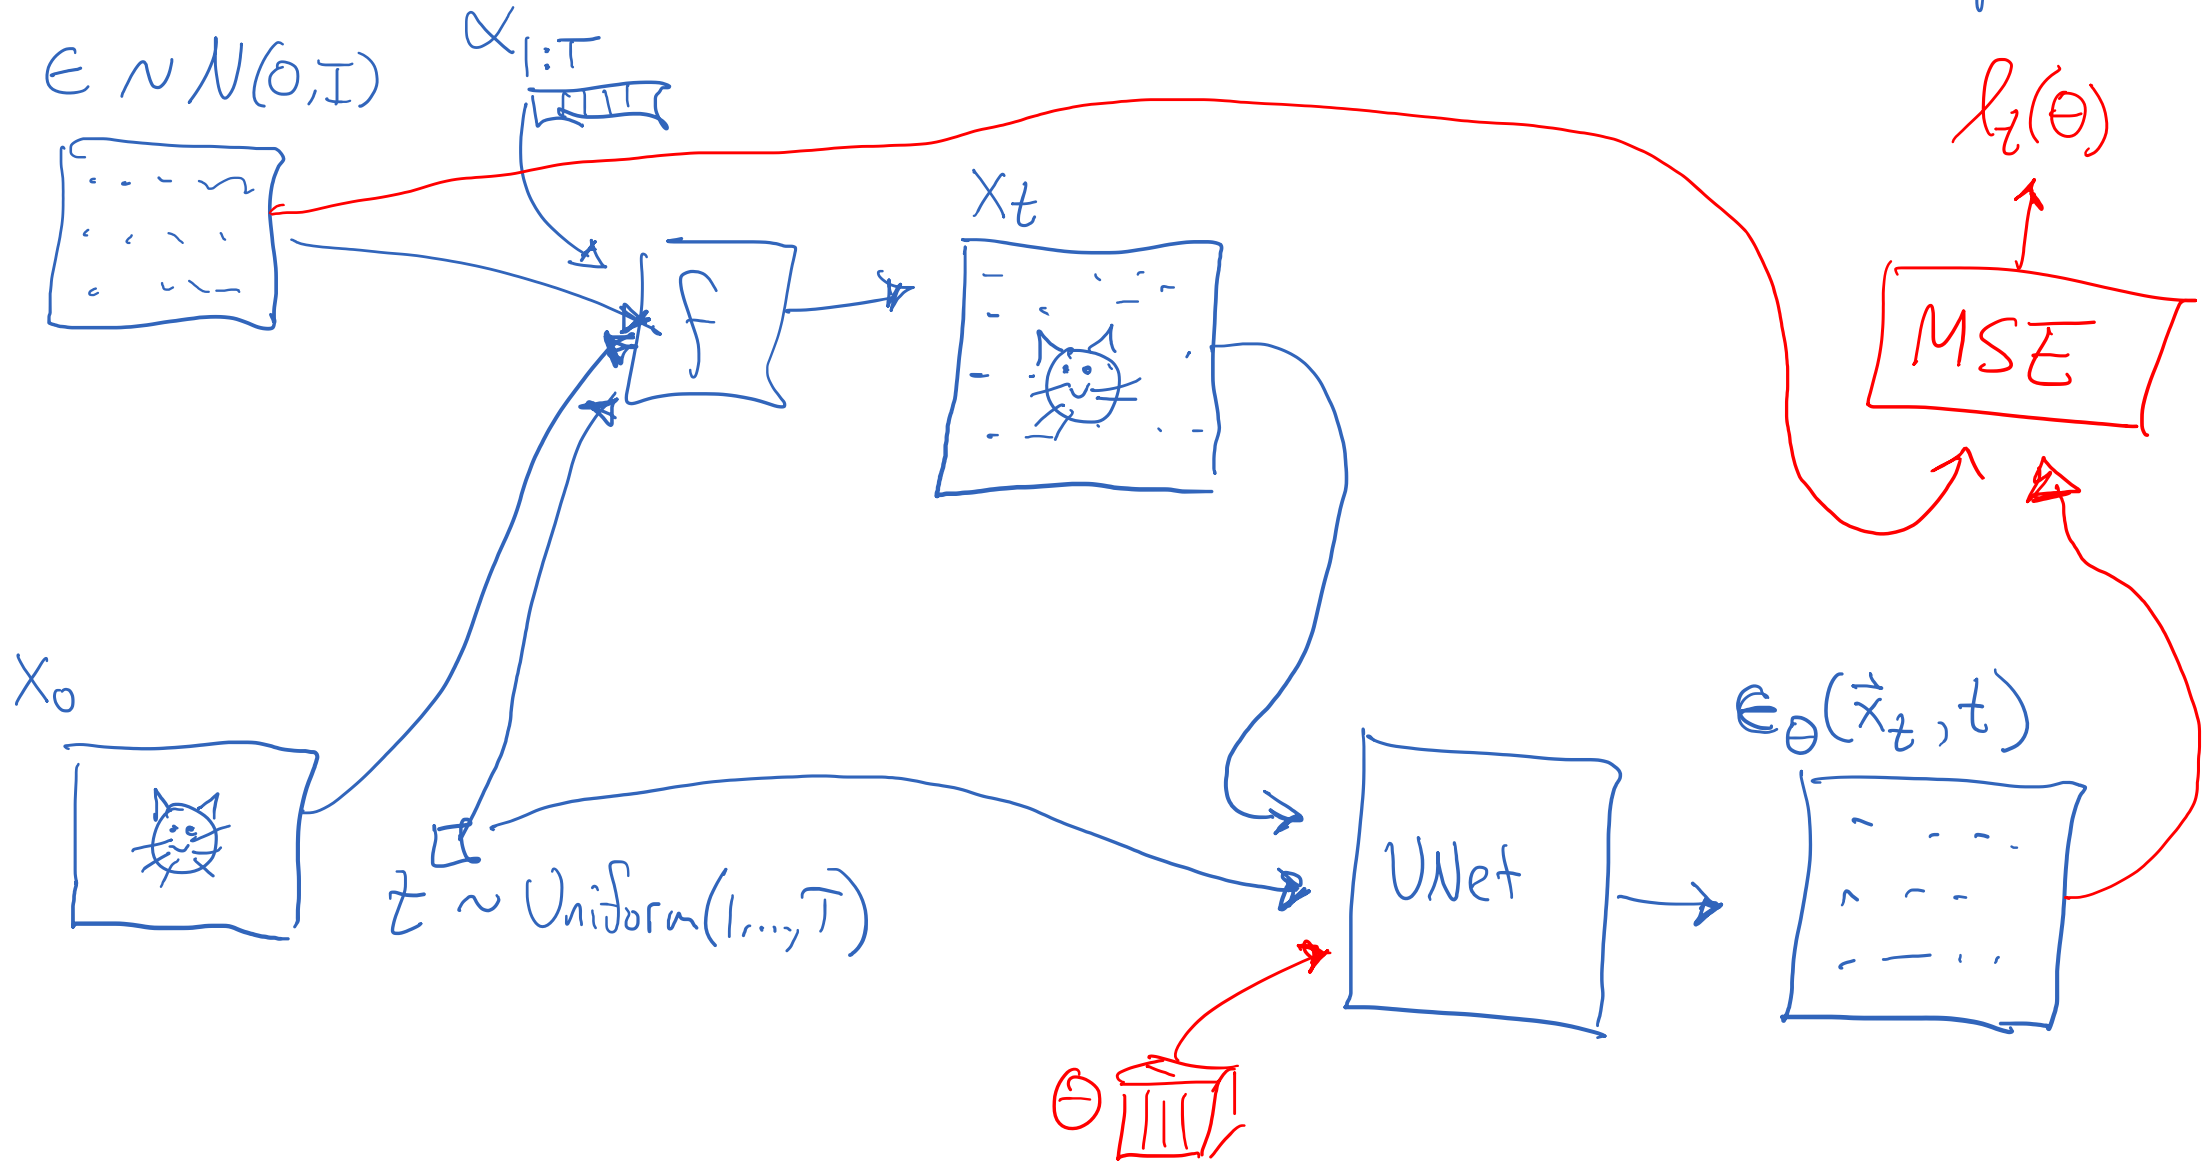 ϵ ~ N(0,I)
α1:T
xt
f
ℓt(θ)
MSE
x0
t ~ Uniform(1,...,T)
UNet
ϵθ(x⃗t,t)
θ